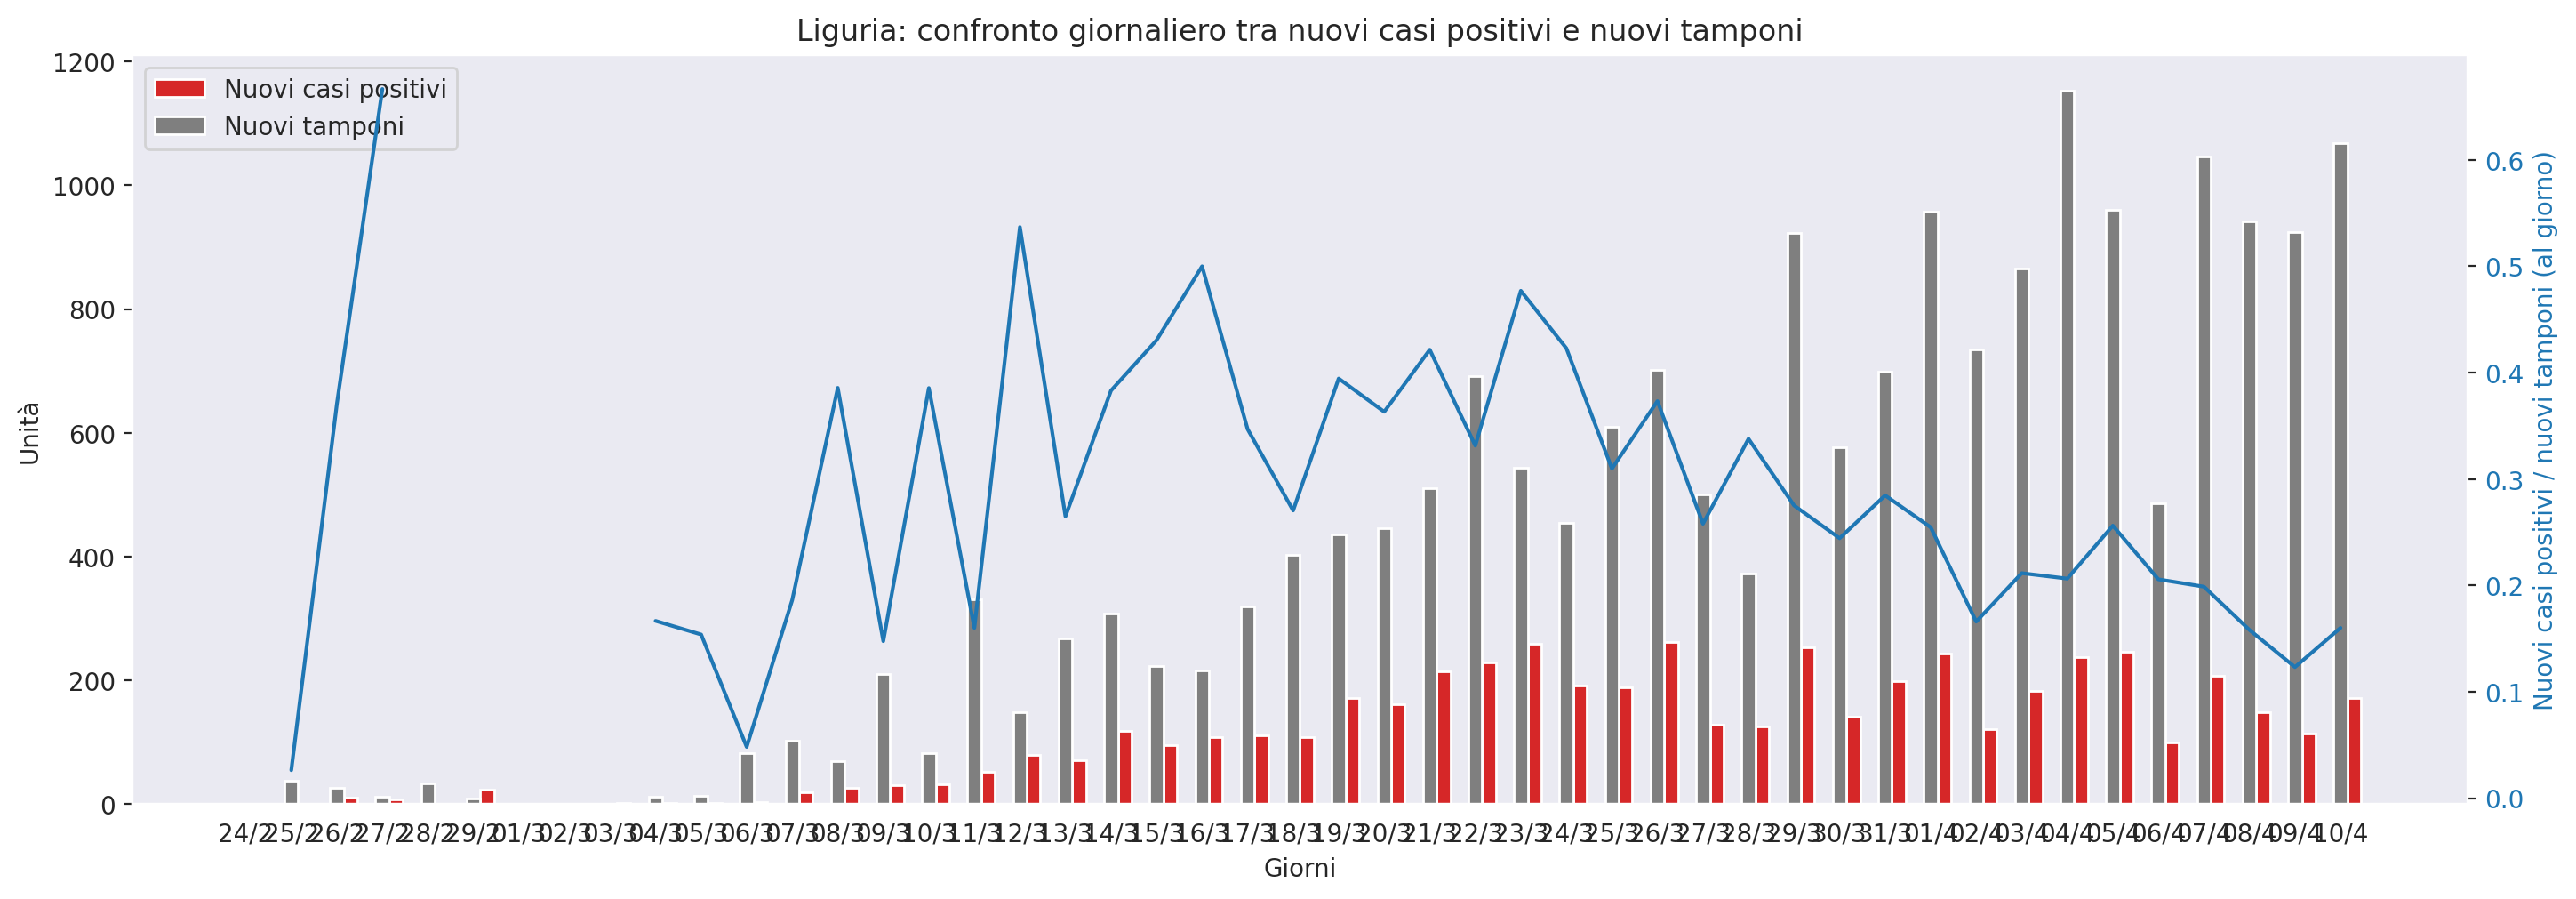 Liguria: confronto giornaliero tra nuovi casi positivi e nuovi tamponi
Nuovi casi positivi
Nuovi tamponi
1200
1000
800
600
400
200
0
Unità
0.6
0.5
0.4
0.3
0.2
0.1
0.0
Nuovi casi positivi / nuovi tamponi (al giorno)
24/2 25/2 26/2 27/2 28/2 29/2 01/3 02/3 03/3 04/3 05/3 06/3 07/3 08/3 09/3 10/3 11/3 12/3 13/3 14/3 15/3 16/3 17/3 18/3 19/3 20/3 21/3 22/3 23/3 24/3 25/3 26/3 27/3 28/3 29/3 30/3 31/3 01/4 02/4 03/4 04/4 05/4 06/4 07/4 08/4 09/4 10/4
Giorni